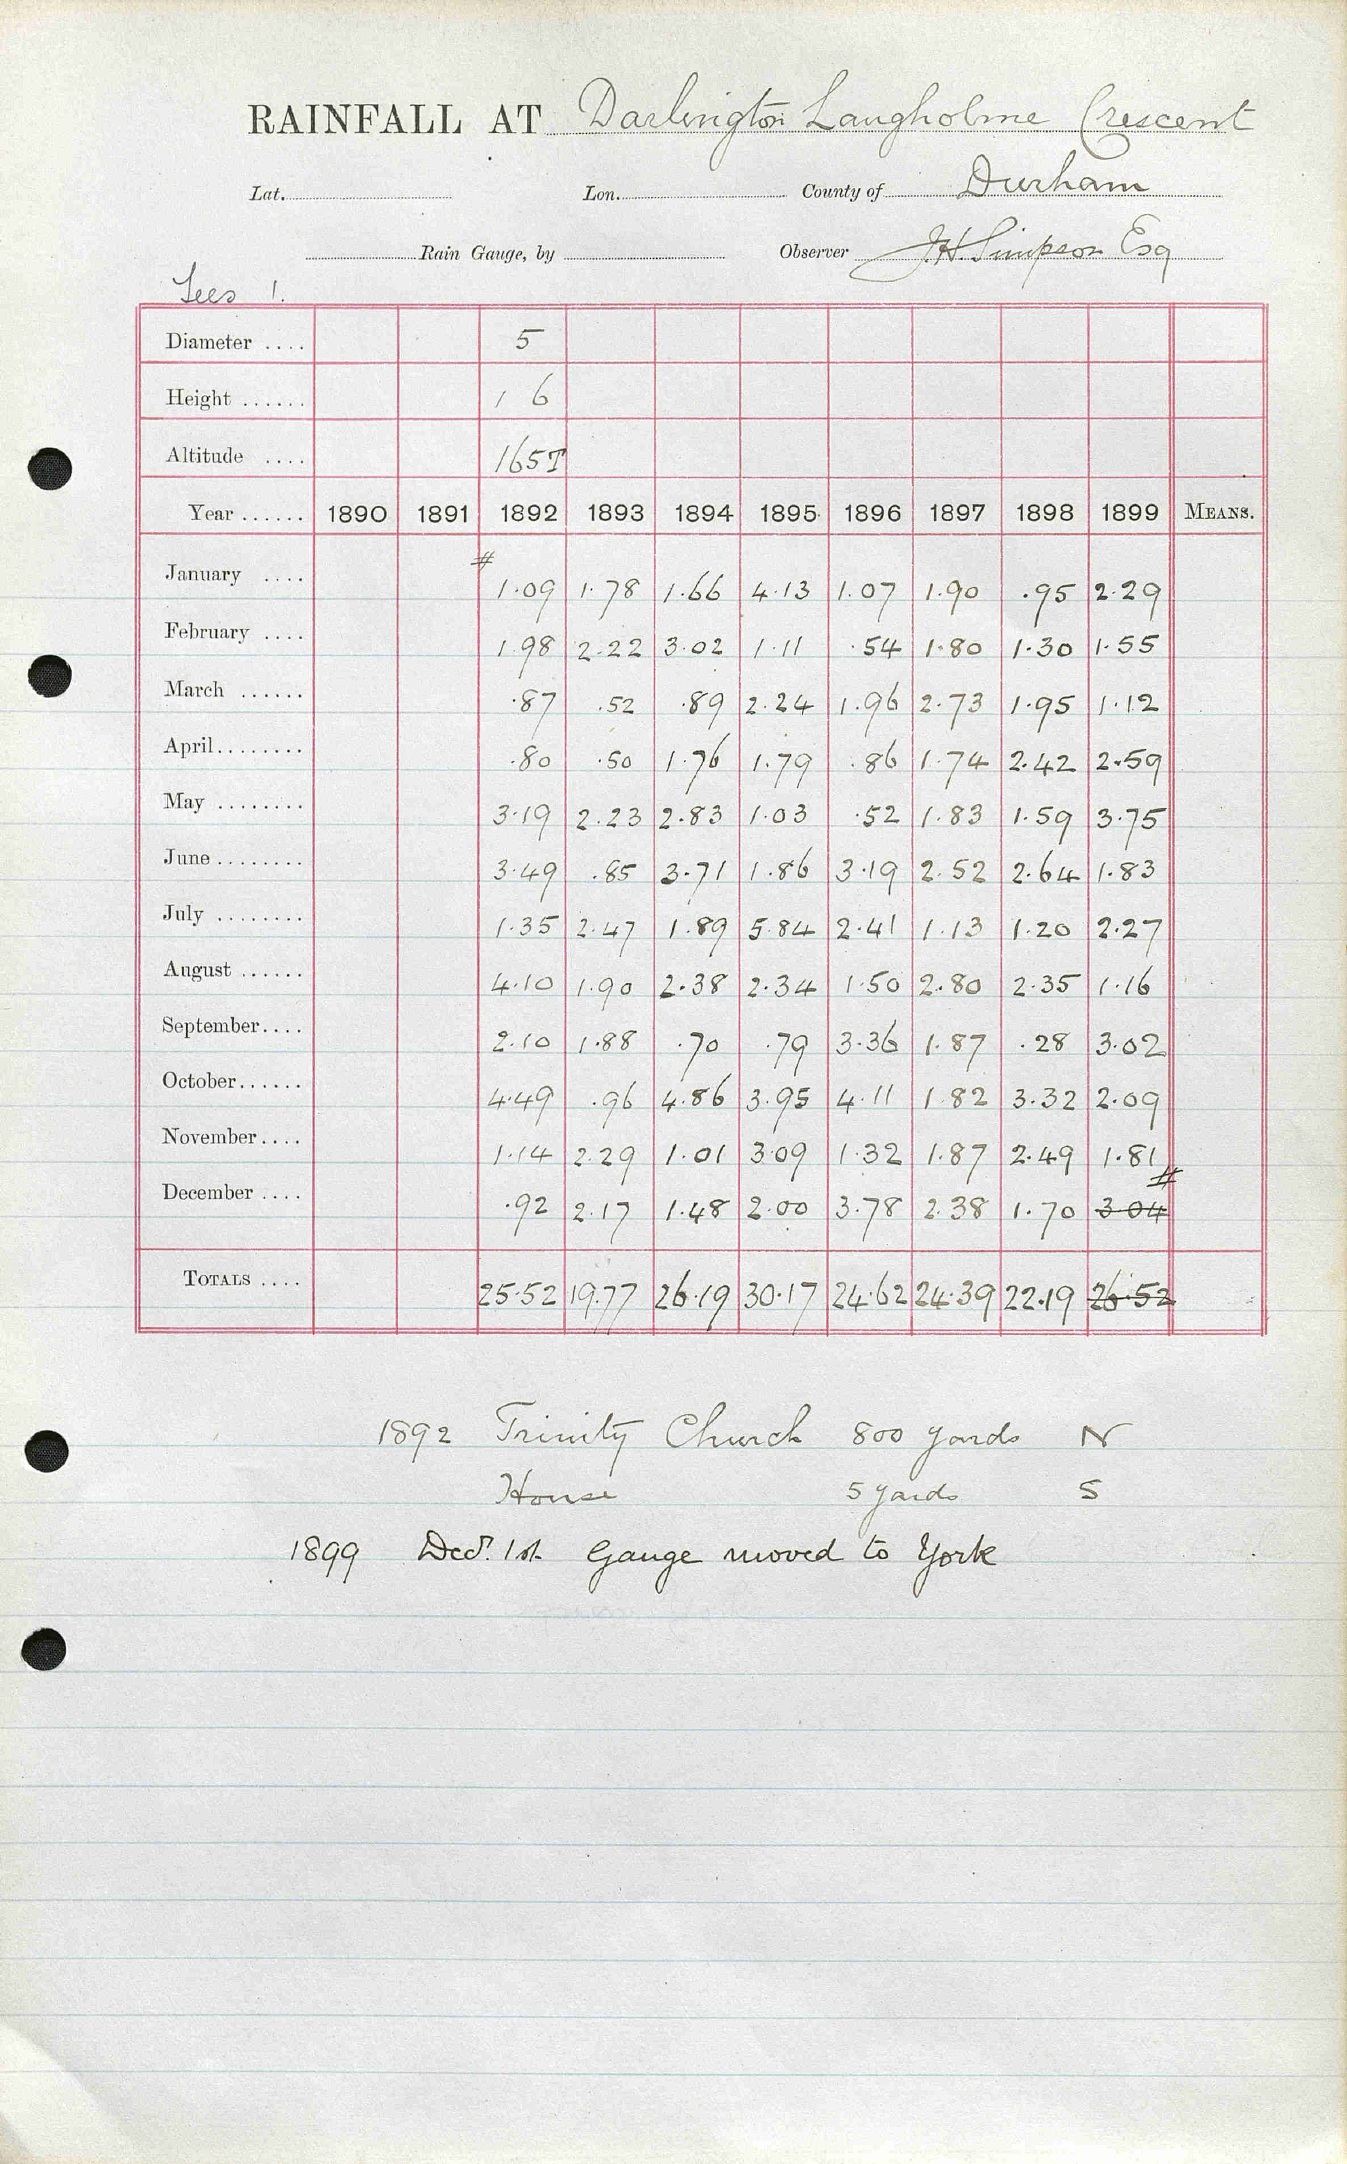 RAINFALL AT Darlington Langholme Crescent
Lat. Lon. County of Durham
Rain Gauge, by Observer J.H. Simpson Esq
Tees 1.
Diameter .... 5
Height ...... 1 6
Altitude .... 165T
Year ...... 1890 1891 1892 1893 1894 1895 1896 1897 1898 1899 MEANS.
January .... # 1.09 1.78 1.66 4.13 1.07 1.90 .95 2.29
February .... 1.98 2.22 3.02 1.11 .54 1.80 1.30 1.55
March ...... .87 .52 .89 2.24 1.96 2.73 1.95 1.12
April........ .80 .50 1.76 1.79 .86 1.74 2.42 2.59
May ........ 3.19 2.23 2.83 1.03 .52 1.83 1.59 3.75
June ........ 3.49 .85 3.71 1.86 3.19 2.52 2.64 1.83
July ........ 1.35 2.47 1.89 5.84 2.41 1.13 1.20 2.27
August ...... 4.10 1.90 2.38 2.34 1.50 2.80 2.35 1.16
September.... 2.10 1.88 .70 .79 3.36 1.87 .28 3.02
October...... 4.49 .96 4.86 3.95 4.11 1.82 3.32 2.09
November .... 1.14 2.29 1.01 3.09 1.32 1.87 2.49 1.81
December .... .92 2.17 1.48 2.00 3.78 2.38 1.70 3.04 #
TOTALS .... 25.52 19.77 26.19 30.17 24.62 24.39 22.19 26.52
1892 Trinity Church 800 yards N
House 5 yards S
1899 Decr. 1st. Gauge moved to York